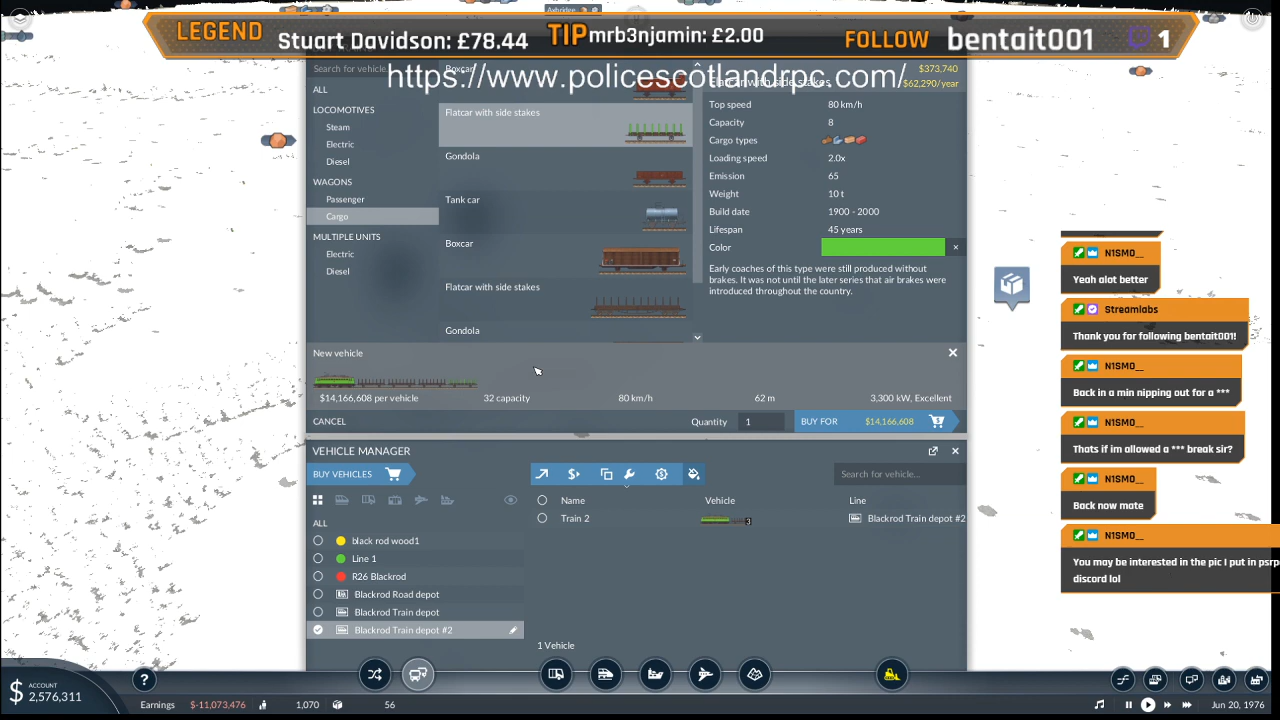 Ashridge
LEGEND
Stuart Davidson: £78.44
TIP
mrb3njamin: £2.00
FOLLOW
bentait001
1
Search for vehicle...
Boxcar
https://www.policescotlandrpc.com/
$373,740
Flatcar with side stakes
$62,290/year
ALL
LOCOMOTIVES
Steam
Electric
Diesel
WAGONS
Passenger
Cargo
MULTIPLE UNITS
Electric
Diesel
Flatcar with side stakes
Gondola
Tank car
Boxcar
Flatcar with side stakes
Gondola
Top speed 80 km/h
Capacity 8
Cargo types
Loading speed 2.0x
Emission 65
Weight 10 t
Build date 1900 - 2000
Lifespan 45 years
Color ×
Early coaches of this type were still produced without
brakes. It was not until the later series that air brakes were
introduced throughout the country.
New vehicle
$14,166,608 per vehicle 32 capacity 80 km/h 62 m 3,300 kW, Excellent
CANCEL Quantity 1 BUY FOR $14,166,608
VEHICLE MANAGER
BUY VEHICLES
Search for vehicle...
ALL
black rod wood1
Line 1
R26 Blackrod
Blackrod Road depot
Blackrod Train depot
Blackrod Train depot #2
Name Vehicle Line
Train 2 3 Blackrod Train depot #2
1 Vehicle
N1SMO__
Yeah alot better
Streamlabs
Thank you for following bentait001!
N1SMO__
Back in a min nipping out for a ***
N1SMO__
Thats if im allowed a *** break sir?
N1SMO__
Back now mate
N1SMO__
You may be interested in the pic I put in psrp
discord lol
$ ACCOUNT
2,576,311
?
Earnings $-11,073,476 1,070 56
Jun 20, 1976